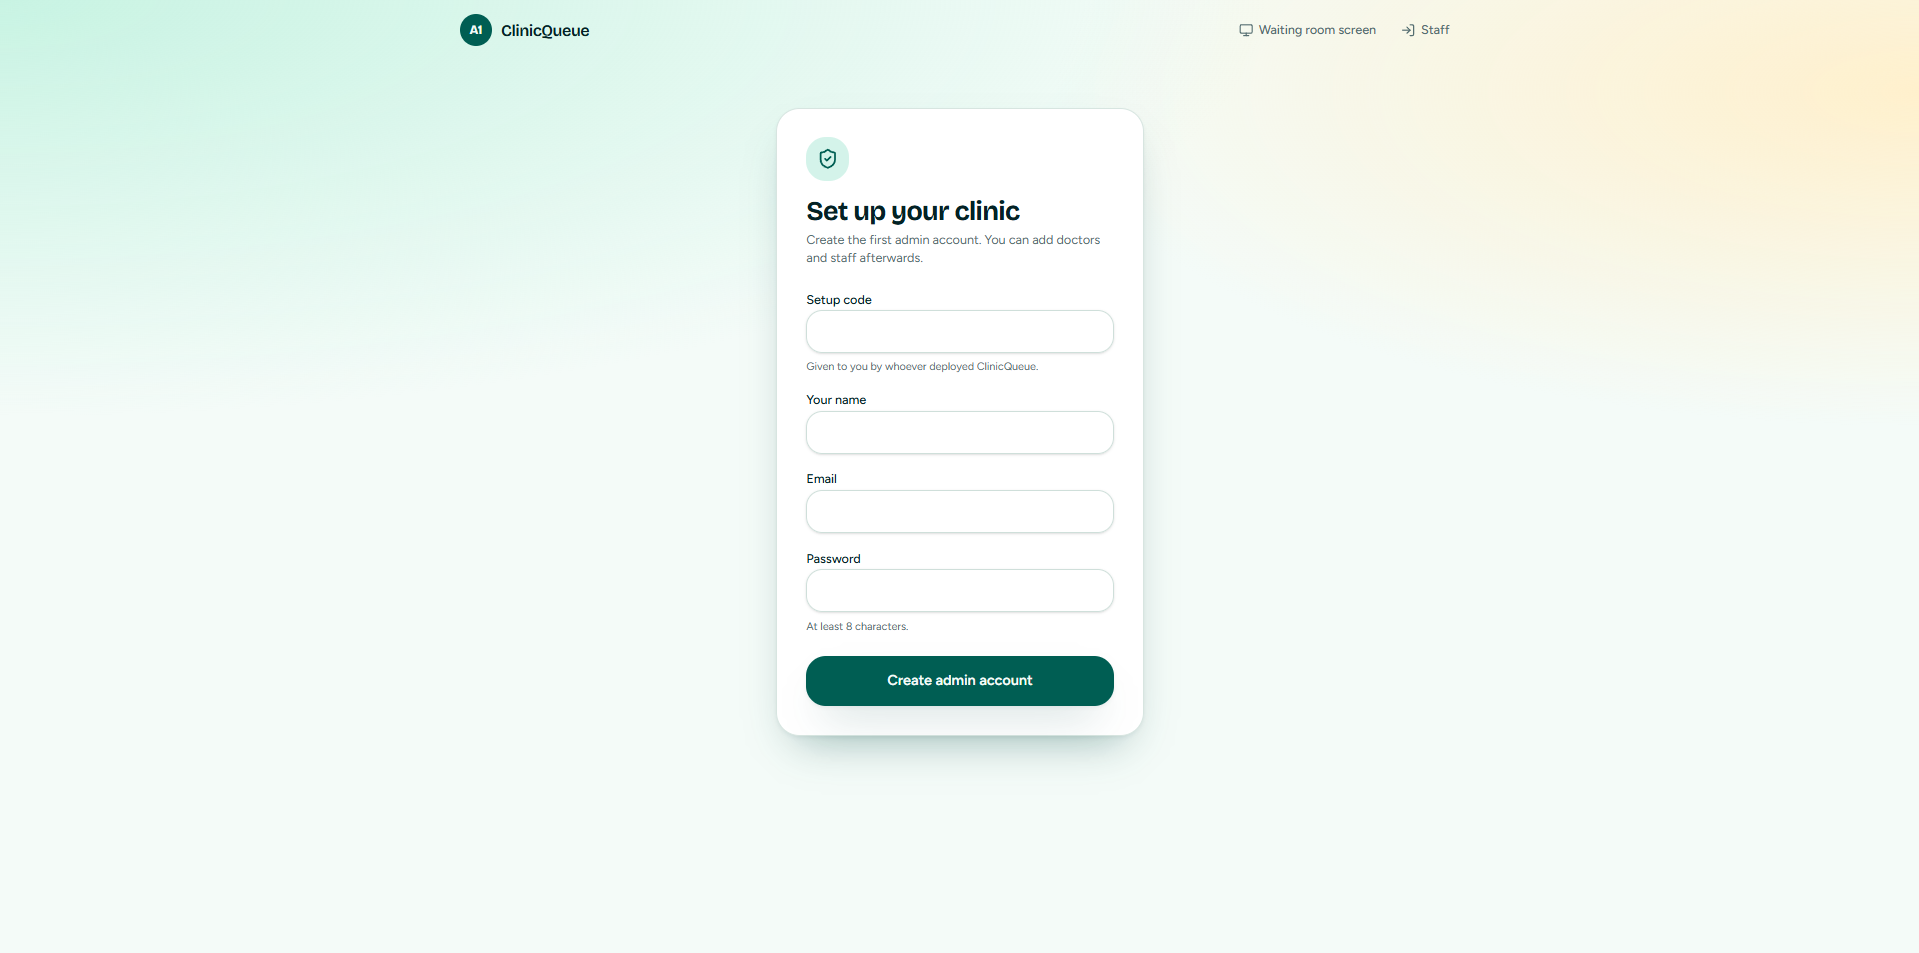 A1 ClinicQueue
Waiting room screen
Staff
Set up your clinic
Create the first admin account. You can add doctors
and staff afterwards.
Setup code
Given to you by whoever deployed ClinicQueue.
Your name
Email
Password
At least 8 characters.
Create admin account